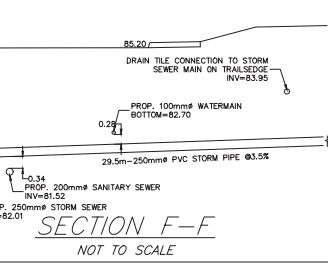 85.20
DRAIN TILE CONNECTION TO STORM
SEWER MAIN ON TRAILSEDGE
INV=83.95
PROP. 100mmø WATERMAIN
BOTTOM=82.70
0.28
29.5m-250mmø PVC STORM PIPE @3.5%
0.34
PROP. 200mmø SANITARY SEWER
INV=81.52
P. 250mmø STORM SEWER
=82.01
SECTION F-F
NOT TO SCALE